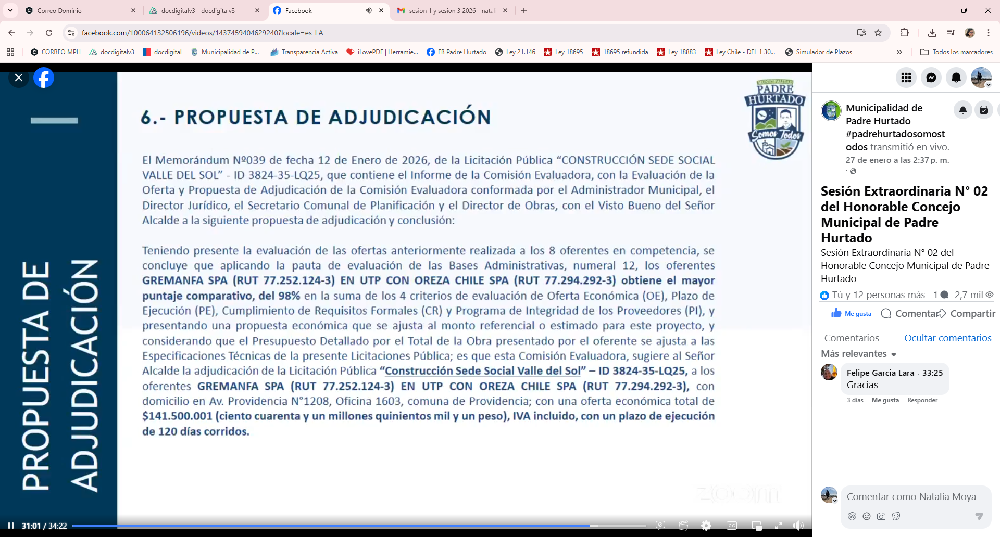 Correo Dominio
docdigitalv3 - docdigitalv3
Facebook
sesion 1 y sesion 3 2026 - natal
facebook.com/100064132506196/videos/1437459404629240?locale=es_LA
CORREO MPH
docdigitalv3
docdigital
Municipalidad de P...
Transparencia Activa
iLovePDF | Herramie...
FB Padre Hurtado
Ley 21.146
Ley 18695
18695 refundida
Ley 18883
Ley Chile - DFL 1 30...
Simulador de Plazos
Todos los marcadores
PROPUESTA DE
ADJUDICACIÓN
6.- PROPUESTA DE ADJUDICACIÓN
MUNICIPALIDAD
PADRE
HURTADO
Somos Todos
El Memorándum Nº039 de fecha 12 de Enero de 2026, de la Licitación Pública “CONSTRUCCIÓN SEDE SOCIAL
VALLE DEL SOL” - ID 3824-35-LQ25, que contiene el Informe de la Comisión Evaluadora, con la Evaluación de la
Oferta y Propuesta de Adjudicación de la Comisión Evaluadora conformada por el Administrador Municipal, el
Director Jurídico, el Secretario Comunal de Planificación y el Director de Obras, con el Visto Bueno del Señor
Alcalde a la siguiente propuesta de adjudicación y conclusión:
Teniendo presente la evaluación de las ofertas anteriormente realizada a los 8 oferentes en competencia, se
concluye que aplicando la pauta de evaluación de las Bases Administrativas, numeral 12, los oferentes
GREMANFA SPA (RUT 77.252.124-3) EN UTP CON OREZA CHILE SPA (RUT 77.294.292-3) obtiene el mayor
puntaje comparativo, del 98% en la suma de los 4 criterios de evaluación de Oferta Económica (OE), Plazo de
Ejecución (PE), Cumplimiento de Requisitos Formales (CR) y Programa de Integridad de los Proveedores (PI), y
presentando una propuesta económica que se ajusta al monto referencial o estimado para este proyecto, y
considerando que el Presupuesto Detallado por el Total de la Obra presentado por el oferente se ajusta a las
Especificaciones Técnicas de la presente Licitaciones Pública; es que esta Comisión Evaluadora, sugiere al Señor
Alcalde la adjudicación de la Licitación Pública “Construcción Sede Social Valle del Sol” – ID 3824-35-LQ25, a los
oferentes GREMANFA SPA (RUT 77.252.124-3) EN UTP CON OREZA CHILE SPA (RUT 77.294.292-3), con
domicilio en Av. Providencia N°1208, Oficina 1603, comuna de Providencia; con una oferta económica total de
$141.500.001 (ciento cuarenta y un millones quinientos mil y un peso), IVA incluido, con un plazo de ejecución
de 120 días corridos.
zoom
31:01 / 34:22
Municipalidad de
Padre Hurtado
#padrehurtadosomost
odos transmitió en vivo.
27 de enero a las 2:37 p. m.
·
Sesión Extraordinaria N° 02
del Honorable Concejo
Municipal de Padre
Hurtado
Sesión Extraordinaria N° 02 del
Honorable Concejo Municipal de Padre
Hurtado
Tú y 12 personas más
1
2,7 mil
Me gusta
Comentar
Compartir
Comentarios
Ocultar comentarios
Más relevantes
Felipe Garcia Lara · 33:25
Gracias
3 días Me gusta Responder
Comentar como Natalia Moya